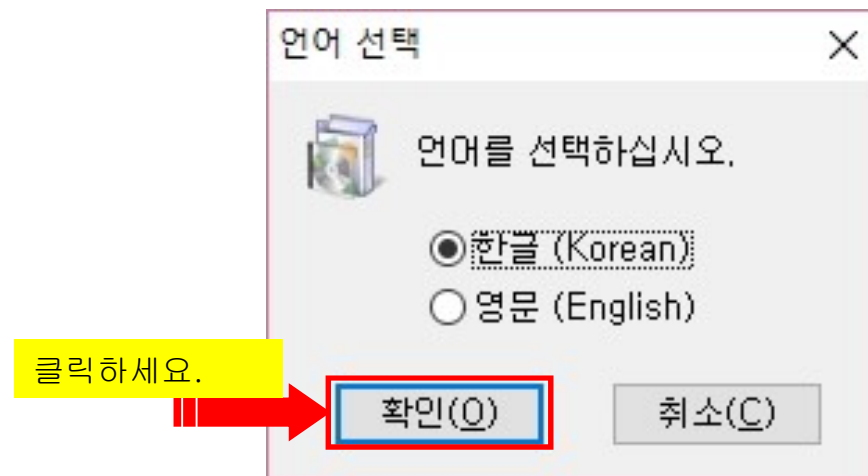 언어 선택
언어를 선택하십시오.
한글 (Korean)
영문 (English)
클릭하세요.
확인(O) 취소(C)